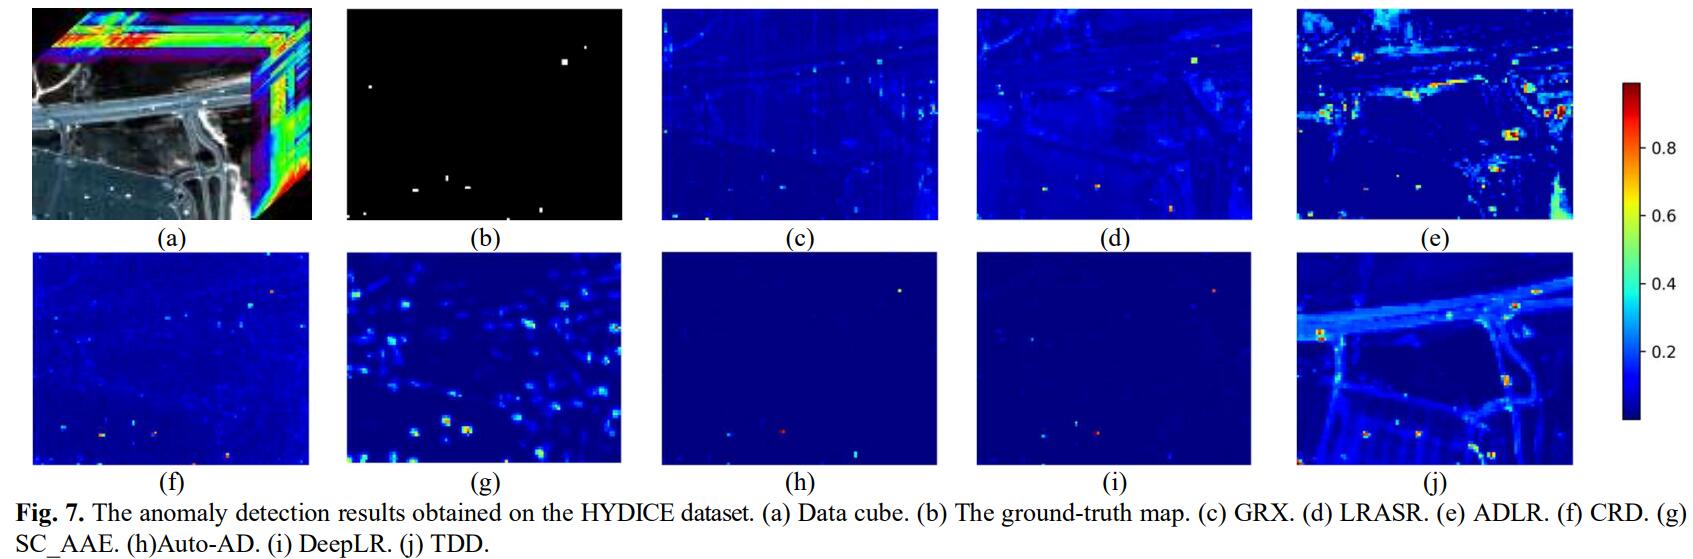 (a) (b) (c) (d) (e)
0.8
0.6
0.4
0.2
(f) (g) (h) (i) (j)
Fig. 7. The anomaly detection results obtained on the HYDICE dataset. (a) Data cube. (b) The ground-truth map. (c) GRX. (d) LRASR. (e) ADLR. (f) CRD. (g)
SC_AAE. (h)Auto-AD. (i) DeepLR. (j) TDD.